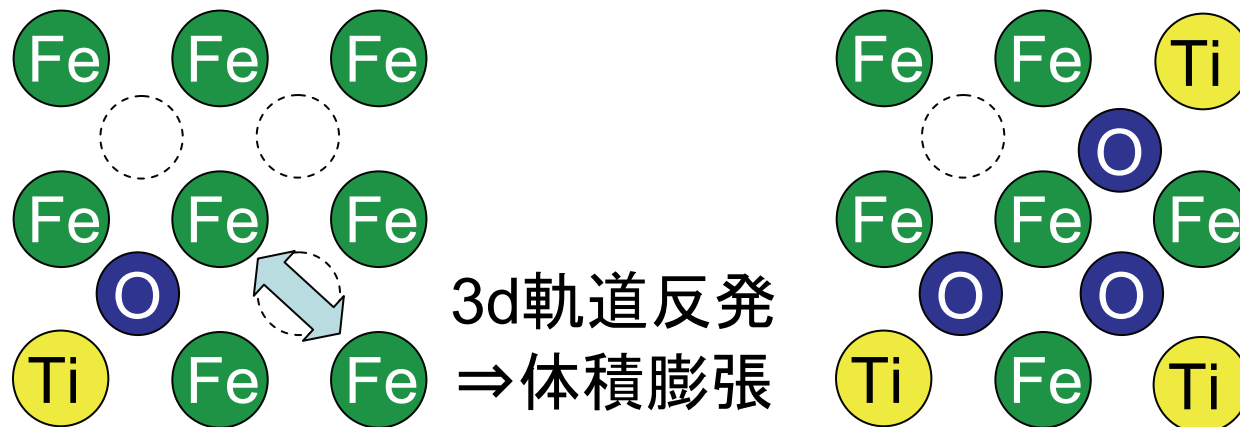 Fe Fe Fe
Fe Fe Fe
O
Ti Fe Fe
3d軌道反発
⇒体積膨張
Fe Fe Ti
O
Fe Fe Fe
O O
Ti Fe Ti